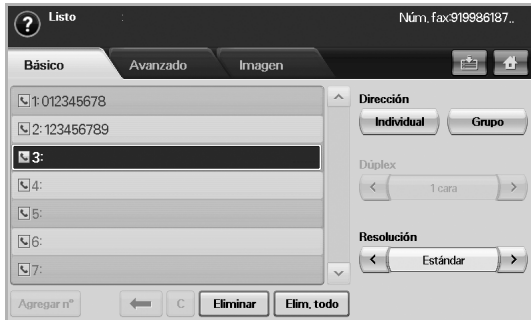 Listo :
Núm, fax:919986187..
Básico
Avanzado
Imagen
1: 012345678
2: 123456789
3:
4:
5:
6:
7:
Agregar nº
C
Eliminar
Elim, todo
Dirección
Individual
Grupo
Dúplex
1 cara
Resolución
Estándar